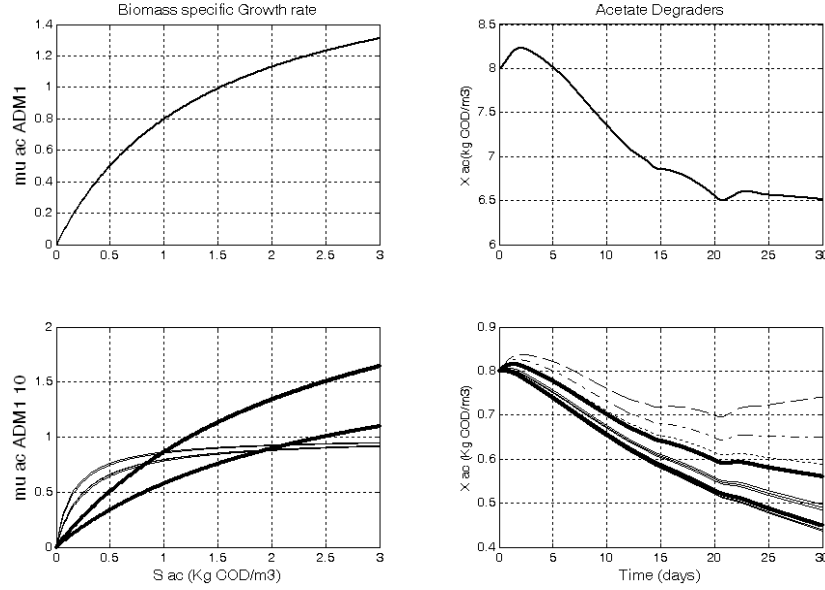 Biomass specific Growth rate
mu ac ADM1
1.4
1.2
1
0.8
0.6
0.4
0.2
0
0 0.5 1 1.5 2 2.5 3
Acetate Degraders
X ac(kg COD/m3)
8.5
8
7.5
7
6.5
6
0 5 10 15 20 25 30
mu ac ADM1 10
2
1.5
1
0.5
0
0 0.5 1 1.5 2 2.5 3
S ac (Kg COD/m3)
X ac (Kg COD/m3)
0.9
0.8
0.7
0.6
0.5
0.4
0 5 10 15 20 25 30
Time (days)